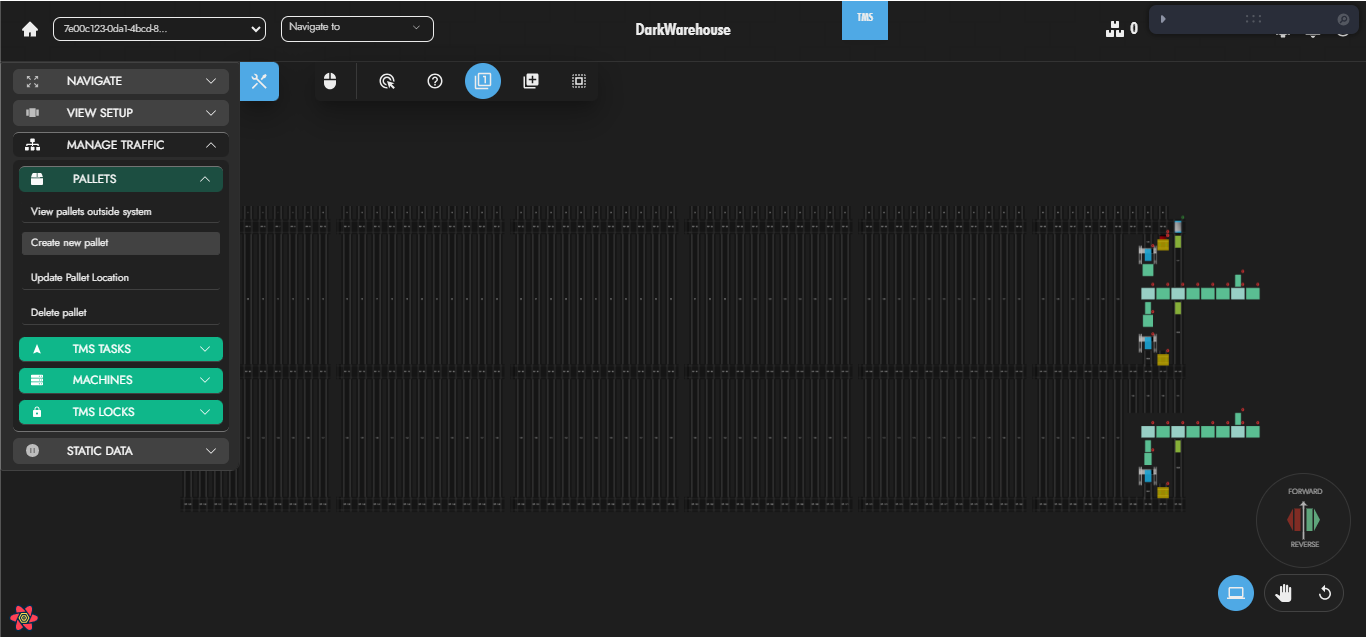 7e00c123-0da1-4bcd-8...
Navigate to
DarkWarehouse
TMS
0
NAVIGATE
VIEW SETUP
MANAGE TRAFFIC
PALLETS
View pallets outside system
Create new pallet
Update Pallet Location
Delete pallet
TMS TASKS
MACHINES
TMS LOCKS
STATIC DATA
1
FORWARD
REVERSE